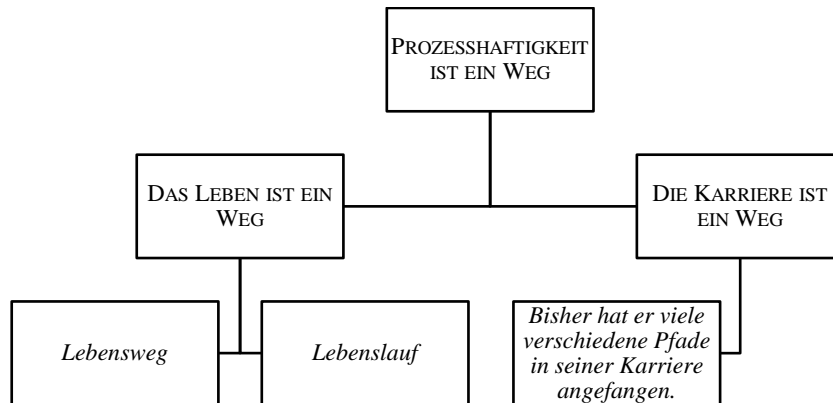 PROZESSHAFTIGKEIT
IST EIN WEG
DAS LEBEN IST EIN
WEG
DIE KARRIERE IST
EIN WEG
Lebensweg
Lebenslauf
Bisher hat er viele
verschiedene Pfade
in seiner Karriere
angefangen.